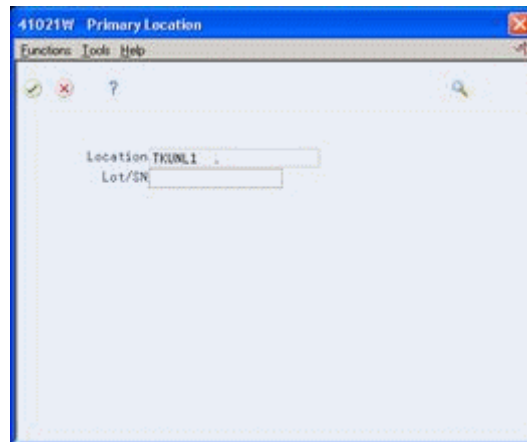 41021W Primary Location
Functions Tools Help
?
Location TKUNL1 .
Lot/SN